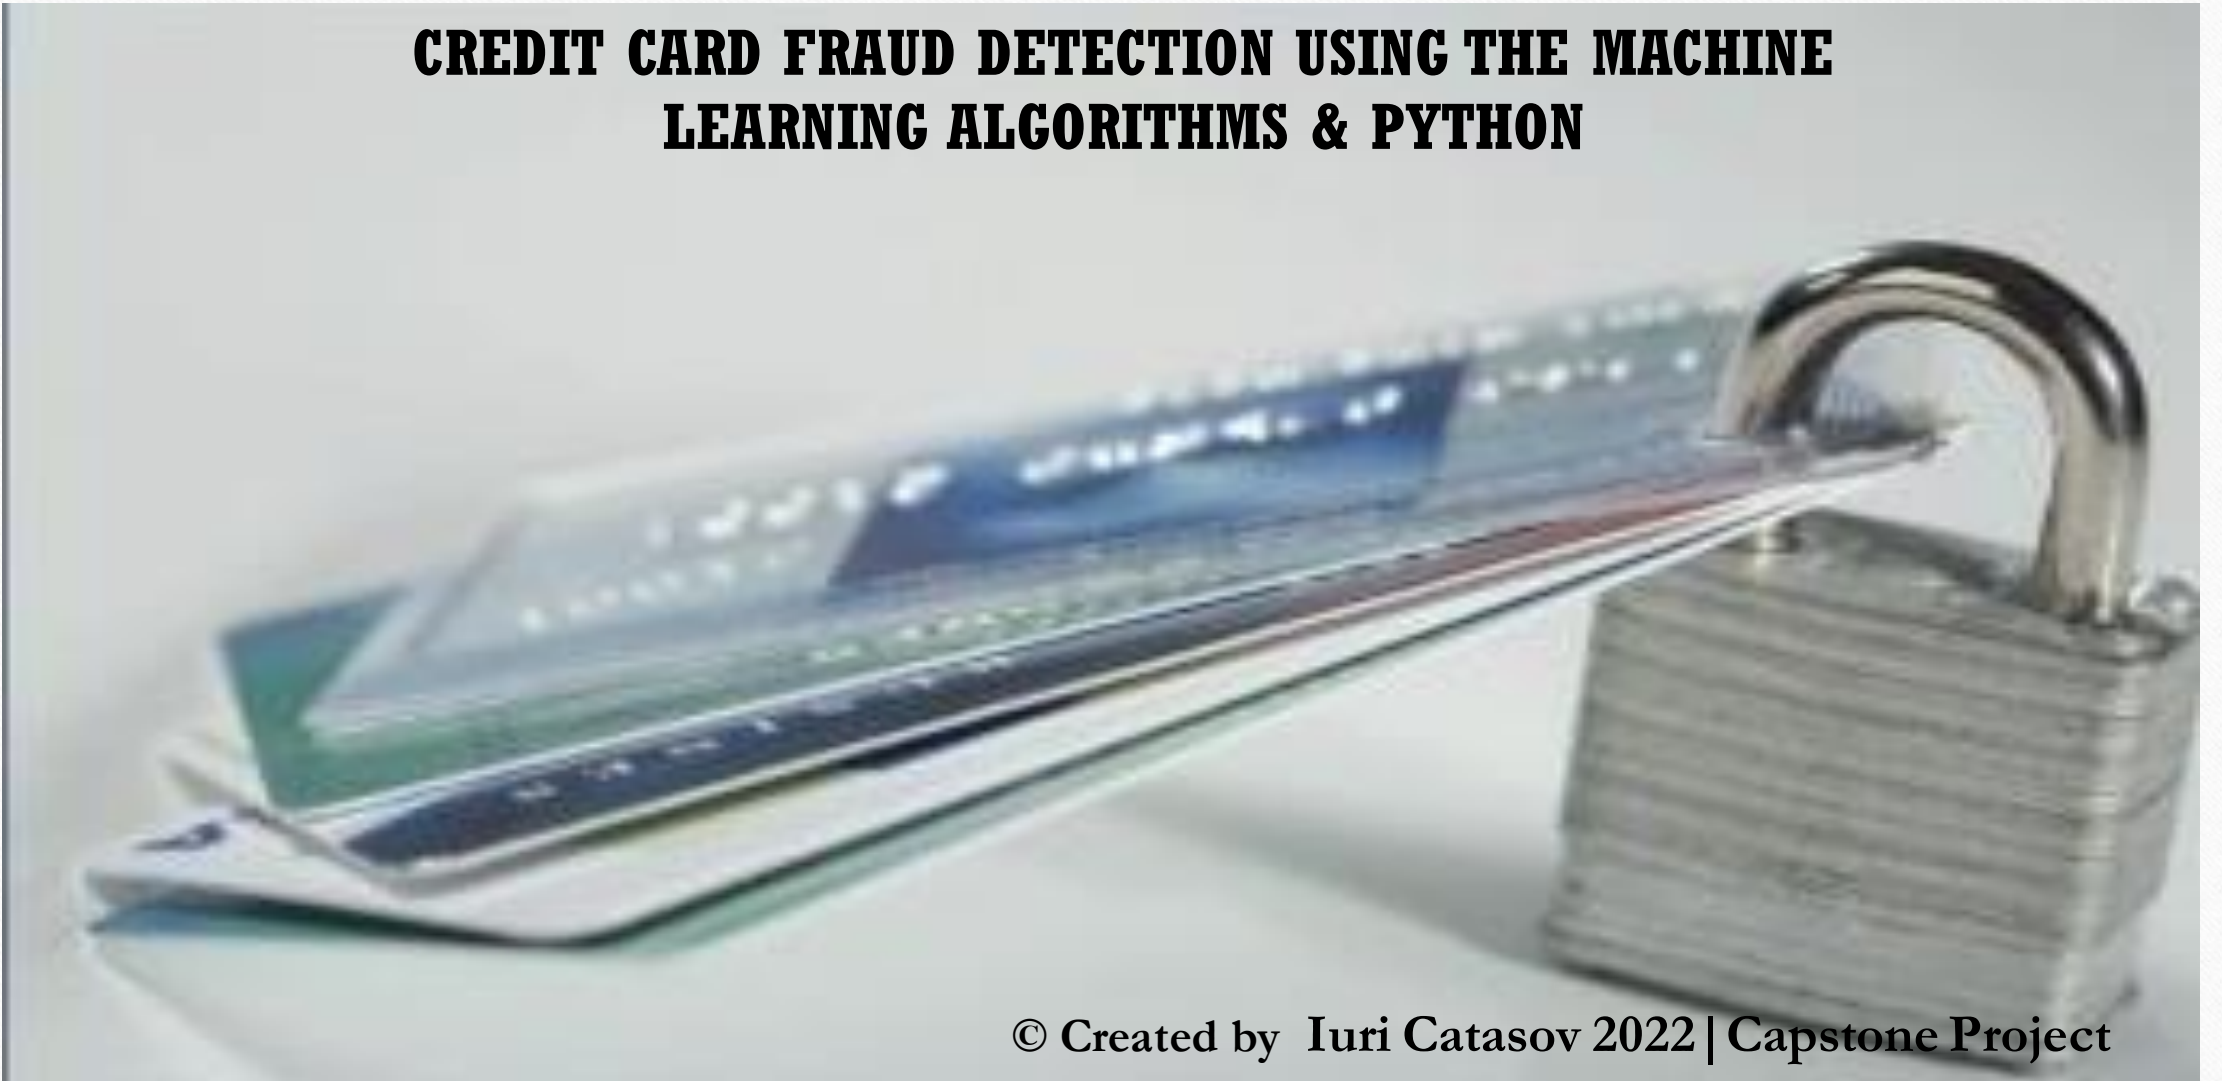 CREDIT CARD FRAUD DETECTION USING THE MACHINE
LEARNING ALGORITHMS & PYTHON
© Created by Iuri Catasov 2022|Capstone Project